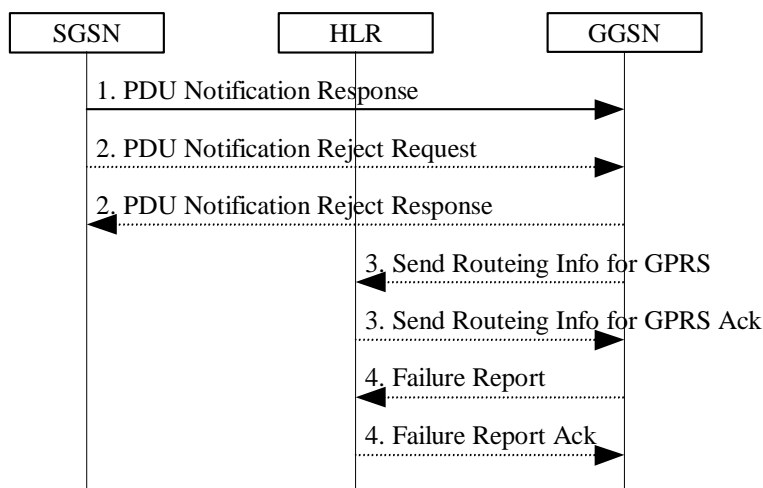 SGSN HLR GGSN
1. PDU Notification Response
2. PDU Notification Reject Request
2. PDU Notification Reject Response
3. Send Routeing Info for GPRS
3. Send Routeing Info for GPRS Ack
4. Failure Report
4. Failure Report Ack